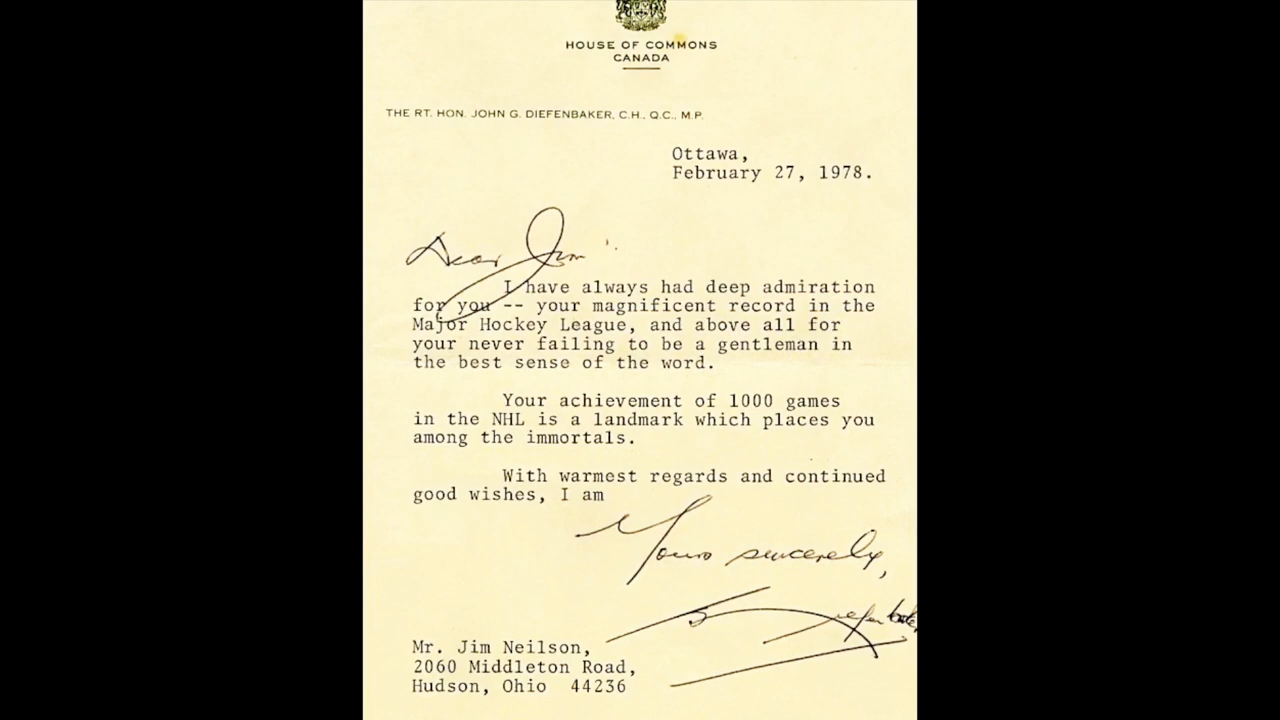 HOUSE OF COMMONS
CANADA
THE RT. HON. JOHN G. DIEFENBAKER, C.H., Q.C., M.P.
Ottawa,
February 27, 1978.
Dear Jim
I have always had deep admiration
for you -- your magnificent record in the
Major Hockey League, and above all for
your never failing to be a gentleman in
the best sense of the word.
Your achievement of 1000 games
in the NHL is a landmark which places you
among the immortals.
With warmest regards and continued
good wishes, I am
Yours sincerely,
J Diefenbaker
Mr. Jim Neilson,
2060 Middleton Road,
Hudson, Ohio 44236